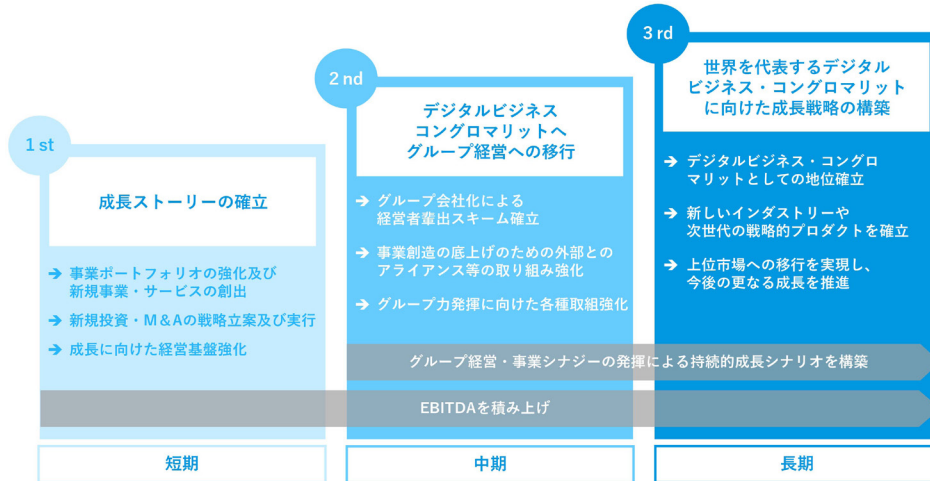 1 st
成長ストーリーの確立
→ 事業ポートフォリオの強化及び
新規事業・サービスの創出
→ 新規投資・M&Aの戦略立案及び実行
→ 成長に向けた経営基盤強化
2 nd
デジタルビジネス
コングロマリットへ
グループ経営への移行
→ グループ会社化による
経営者輩出スキーム確立
→ 事業創造の底上げのための外部との
アライアンス等の取り組み強化
→ グループ力発揮に向けた各種取組強化
3 rd
世界を代表するデジタル
ビジネス・コングロマリット
に向けた成長戦略の構築
→ デジタルビジネス・コングロ
マリットとしての地位確立
→ 新しいインダストリーや
次世代の戦略的プロダクトを確立
→ 上位市場への移行を実現し、
今後の更なる成長を推進
グループ経営・事業シナジーの発揮による持続的成長シナリオを構築
EBITDAを積み上げ
短期
中期
長期